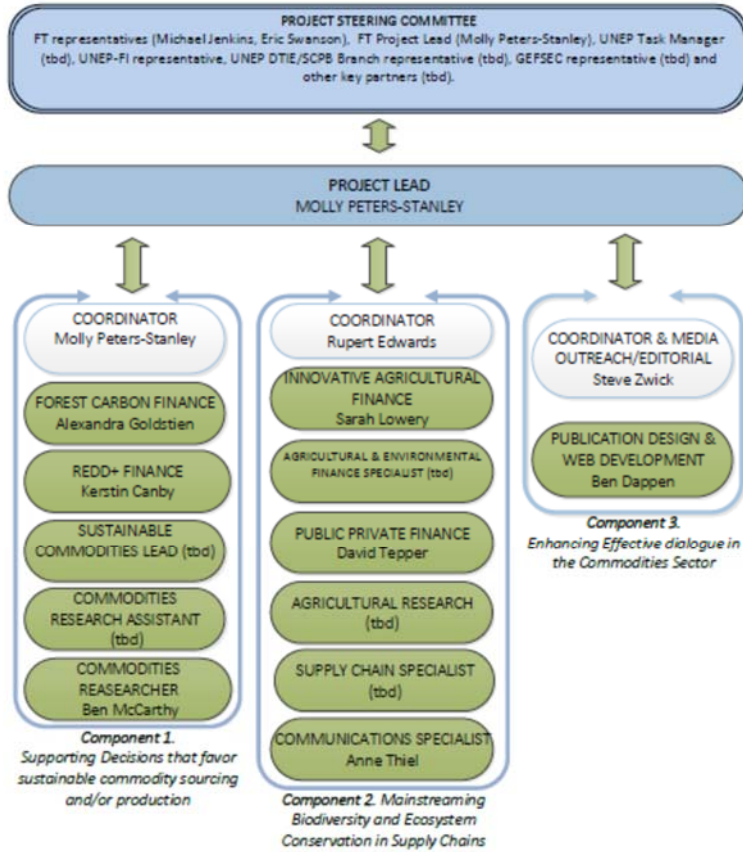 PROJECT STEERING COMMITTEE
FT representatives (Michael Jenkins, Eric Swanson), FT Project Lead (Molly Peters-Stanley), UNEP Task Manager
(tbd), UNEP-FI representative, UNEP DTIE/SCPB Branch representative (tbd), GEFSEC representative (tbd) and
other key partners (tbd).
PROJECT LEAD
MOLLY PETERS-STANLEY
COORDINATOR
Molly Peters-Stanley
FOREST CARBON FINANCE
Alexandra Goldstien
REDD+ FINANCE
Kerstin Canby
SUSTAINABLE
COMMODITIES LEAD (tbd)
COMMODITIES
RESEARCH ASSISTANT
(tbd)
COMMODITIES
REASEARCHER
Ben McCarthy
Component 1.
Supporting Decisions that favor
sustainable commodity sourcing
and/or production
COORDINATOR
Rupert Edwards
INNOVATIVE AGRICULTURAL
FINANCE
Sarah Lowery
AGRICULTURAL & ENVIRONMENTAL
FINANCE SPECIALIST (tbd)
PUBLIC PRIVATE FINANCE
David Tepper
AGRICULTURAL RESEARCH
(tbd)
SUPPLY CHAIN SPECIALIST
(tbd)
COMMUNICATIONS SPECIALIST
Anne Thiel
Component 2. Mainstreaming
Biodiversity and Ecosystem
Conservation in Supply Chains
COORDINATOR & MEDIA
OUTREACH/EDITORIAL
Steve Zwick
PUBLICATION DESIGN &
WEB DEVELOPMENT
Ben Dappen
Component 3.
Enhancing Effective dialogue in
the Commodities Sector